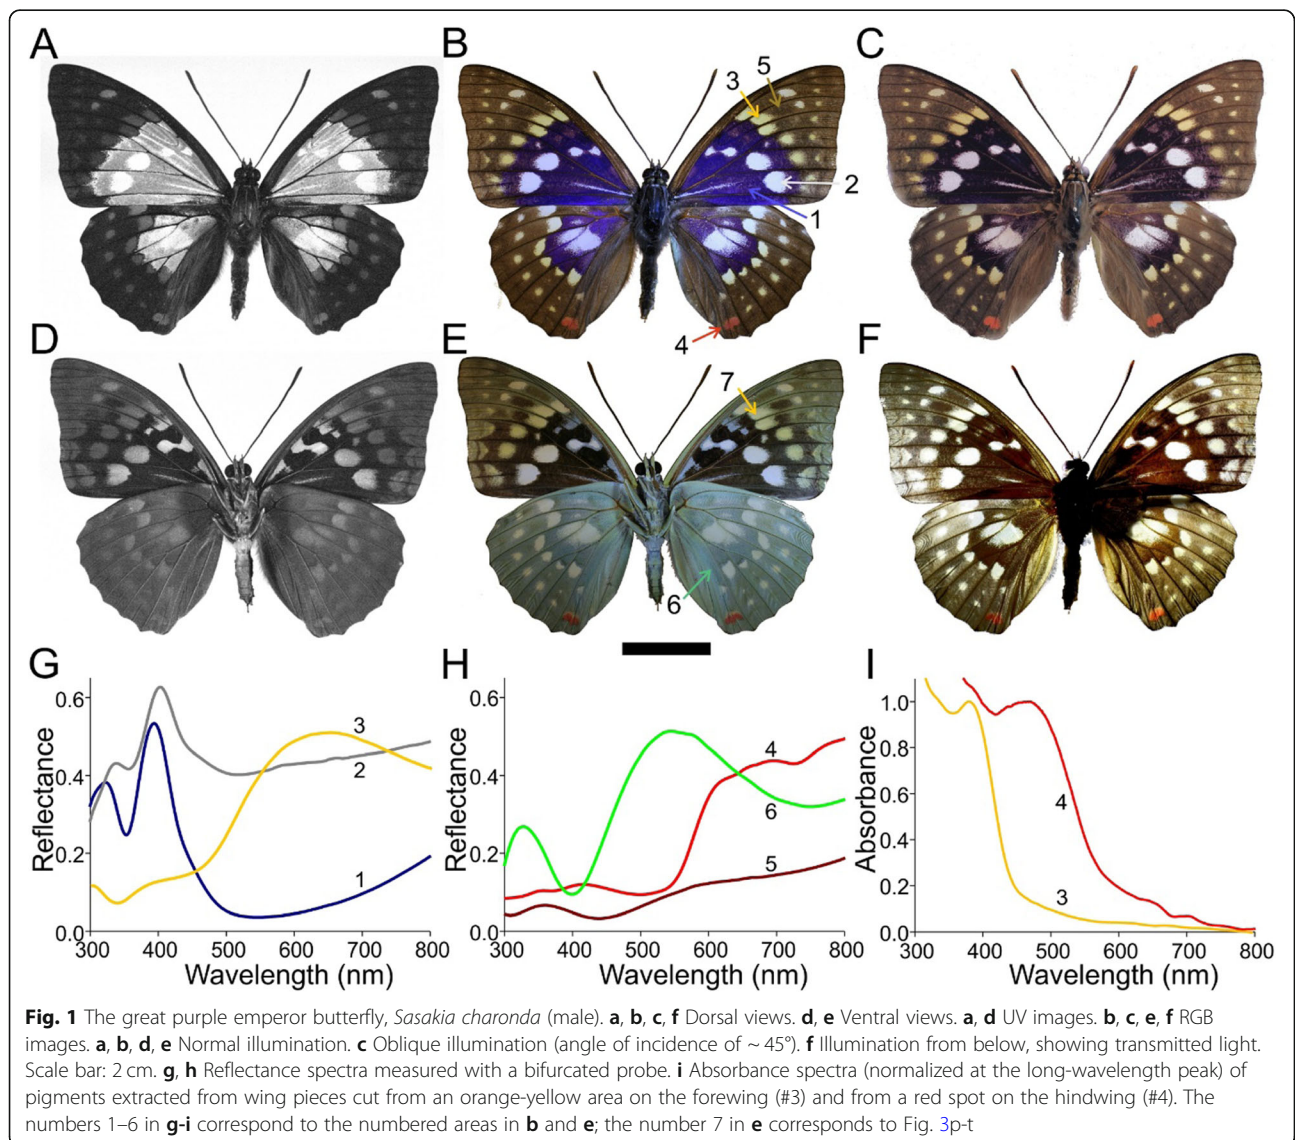 A
B
C
3
5
2
1
4
D
E
F
7
6
G
H
I
Reflectance
0.6
0.4
0.2
0.0
3
2
1
300 400 500 600 700 800
Wavelength (nm)
Reflectance
0.6
0.4
0.2
0.0
4
6
5
300 400 500 600 700 800
Wavelength (nm)
Absorbance
1.0
0.8
0.6
0.4
0.2
0.0
4
3
300 400 500 600 700 800
Wavelength (nm)
Fig. 1 The great purple emperor butterfly, Sasakia charonda (male). a, b, c, f Dorsal views. d, e Ventral views. a, d UV images. b, c, e, f RGB
images. a, b, d, e Normal illumination. c Oblique illumination (angle of incidence of ~ 45°). f Illumination from below, showing transmitted light.
Scale bar: 2 cm. g, h Reflectance spectra measured with a bifurcated probe. i Absorbance spectra (normalized at the long-wavelength peak) of
pigments extracted from wing pieces cut from an orange-yellow area on the forewing (#3) and from a red spot on the hindwing (#4). The
numbers 1–6 in g-i correspond to the numbered areas in b and e; the number 7 in e corresponds to Fig. 3p-t